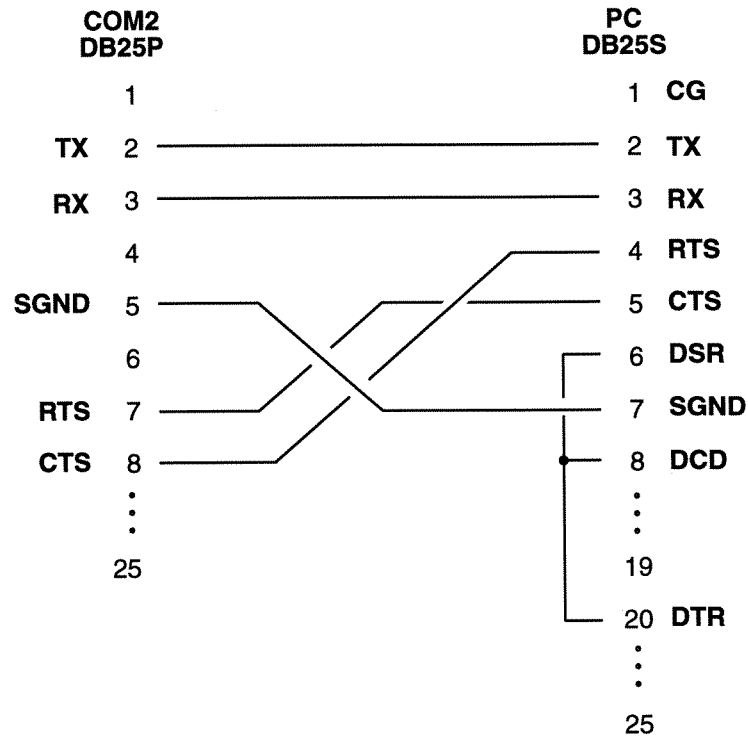 COM2 PC
DB25P DB25S
1 1 CG
TX 2 2 TX
RX 3 3 RX
4 4 RTS
SGND 5 5 CTS
6 6 DSR
RTS 7 7 SGND
CTS 8 8 DCD
25 19
20 DTR
25